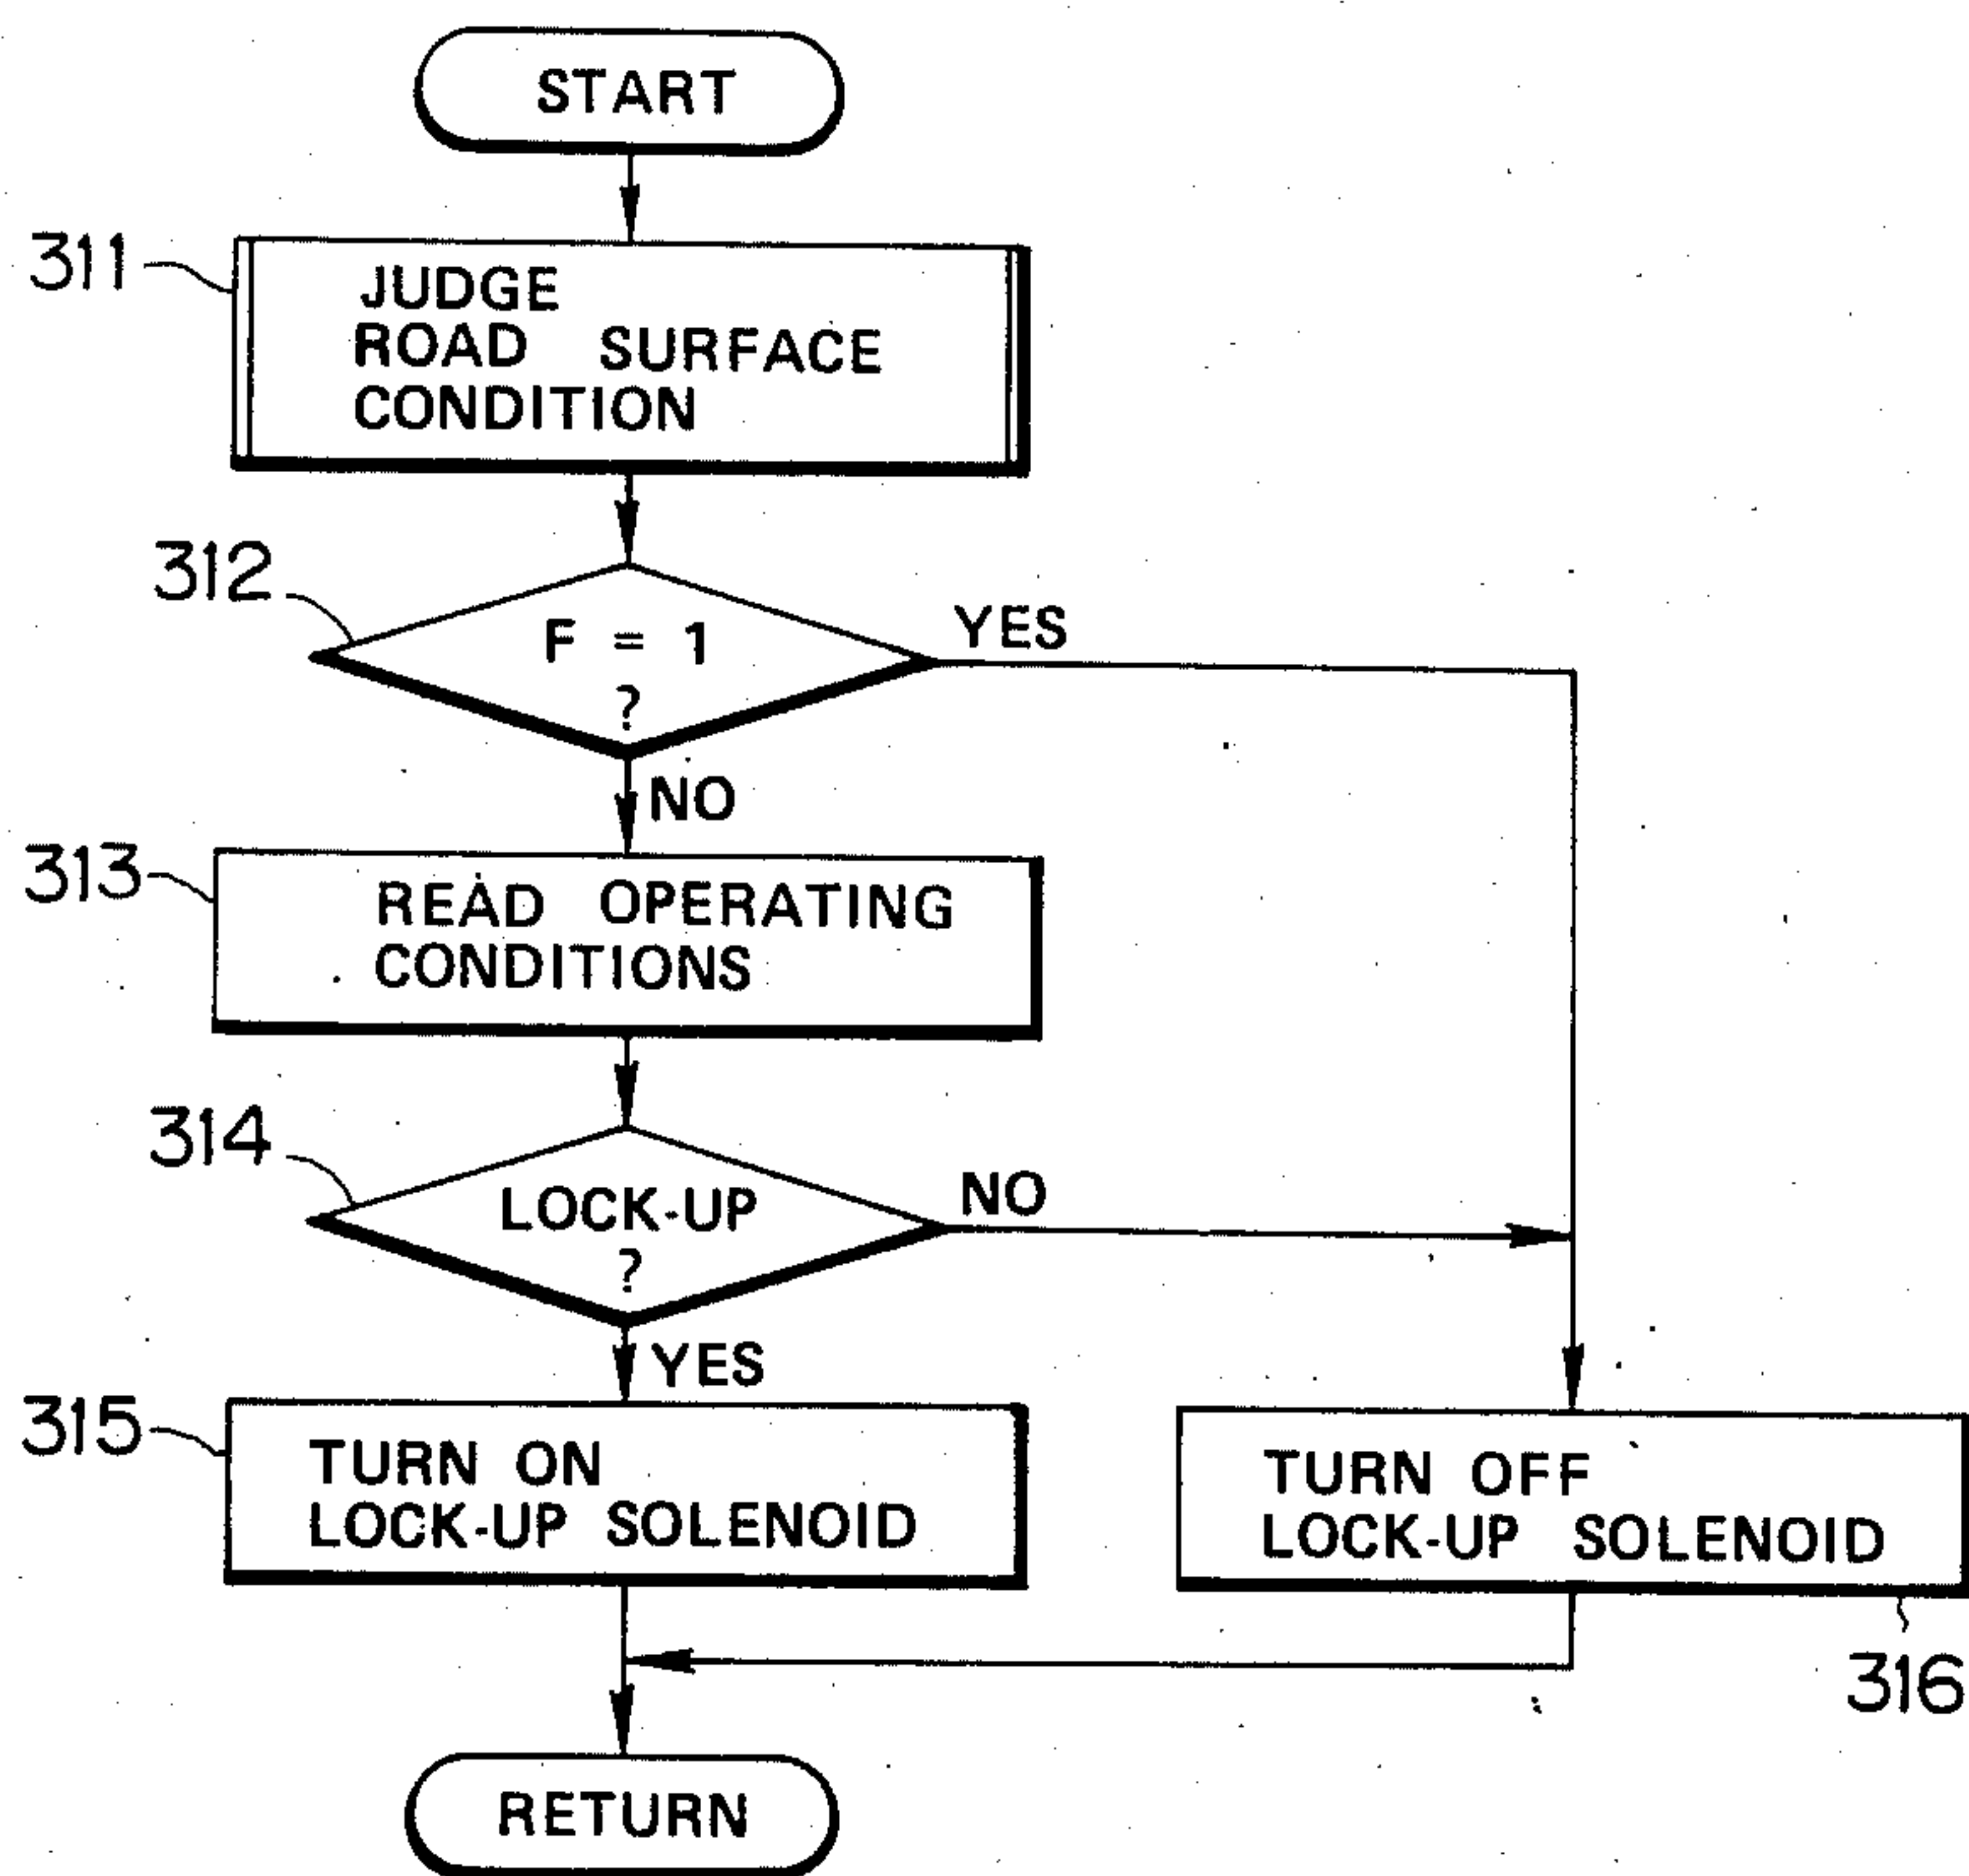 START
311
JUDGE
ROAD SURFACE
CONDITION
312
F = 1
?
YES
NO
313
READ OPERATING
CONDITIONS
314
LOCK-UP
?
NO
YES
315
TURN ON
LOCK-UP SOLENOID
TURN OFF
LOCK-UP SOLENOID
316
RETURN